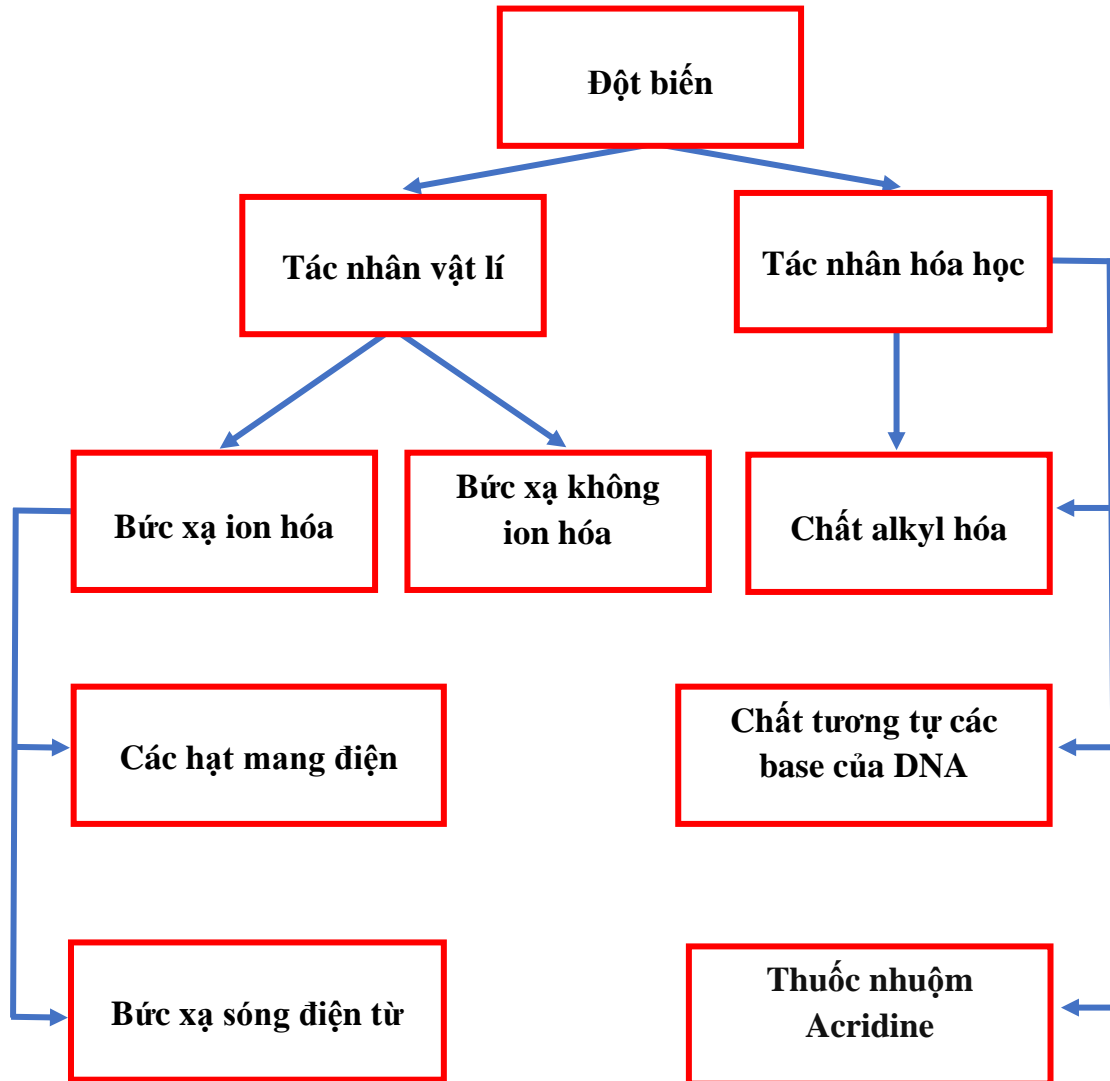 Đột biến
Tác nhân vật lí
Tác nhân hóa học
Bức xạ ion hóa
Bức xạ không
ion hóa
Chất alkyl hóa
Các hạt mang điện
Chất tương tự các
base của DNA
Bức xạ sóng điện từ
Thuốc nhuộm
Acridine